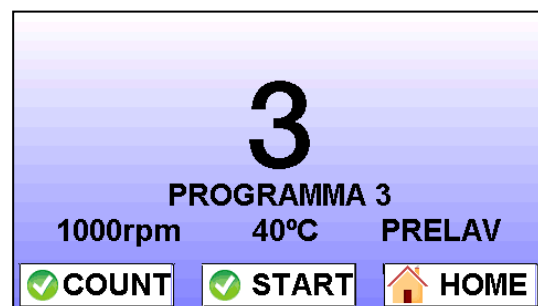 3
PROGRAMMA 3
1000rpm 40ºC PRELAV
COUNT START HOME